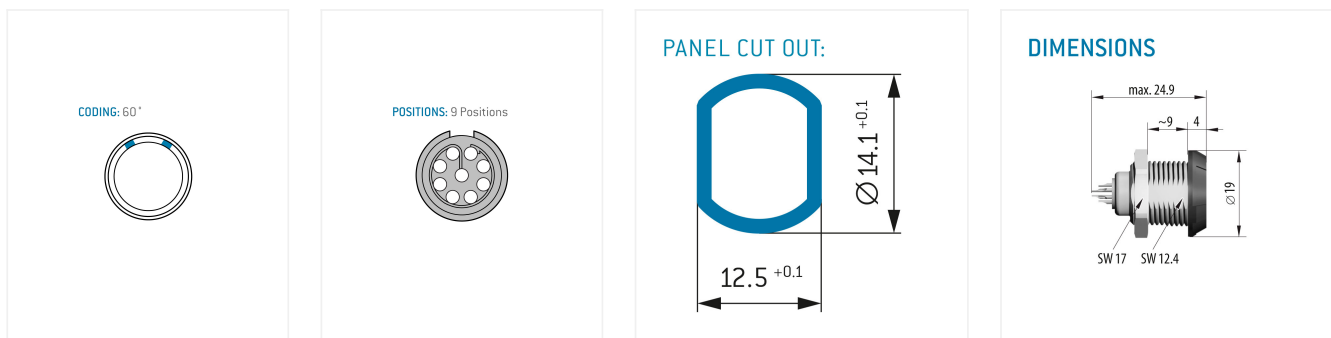 CODING: 60°
POSITIONS: 9 Positions
PANEL CUT OUT:
Ø 14.1 +0.1
12.5 +0.1
DIMENSIONS
max. 24.9
~9
4
Ø19
SW 17
SW 12.4